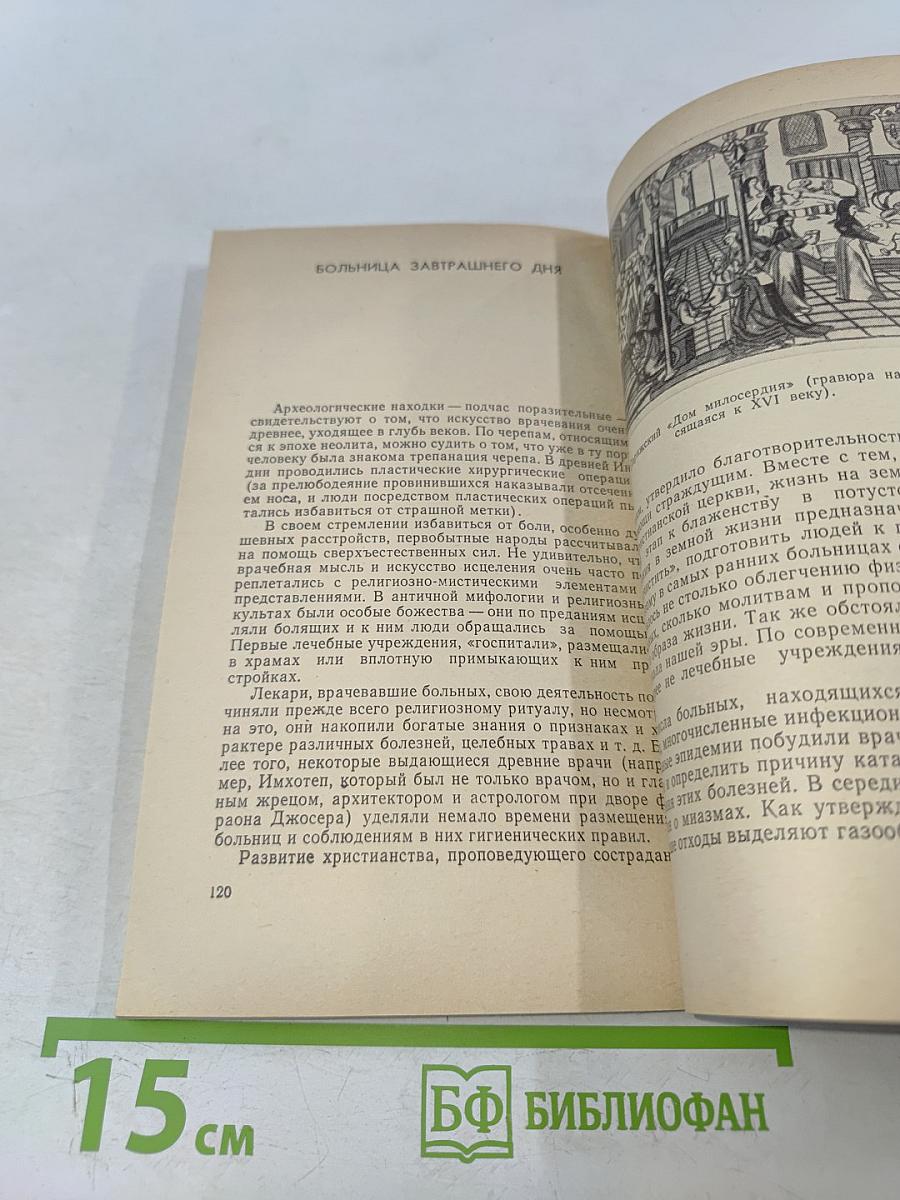 БОЛЬНИЦА ЗАВТРАШНЕГО ДНЯ
Археологические находки — подчас поразительные —
свидетельствуют о том, что искусство врачевания очен
древнее, уходящее в глубь веков. По черепам, относящим
ся к эпохе неолита, можно судить о том, что уже в ту пор
человеку была знакома трепанация черепа. В древней Ин
дии проводились пластические хирургические операци
(за прелюбодеяние провинившихся наказывали отсечен
ем носа, и люди посредством пластических операций пы
тались избавиться от страшной метки).
В своем стремлении избавиться от боли, особенно ду
шевных расстройств, первобытные народы рассчитывал
на помощь сверхъестественных сил. Не удивительно, чт
врачебная мысль и искусство исцеления очень часто п
реплетались с религиозно-мистическими элементами
представлениями. В античной мифологии и религиозны
культах были особые божества — они по преданиям исц
ляли болящих и к ним люди обращались за помощью
Первые лечебные учреждения, «госпитали», размещали
в храмах или вплотную примыкающих к ним пр
стройках.
Лекари, врачевавшие больных, свою деятельность по
чиняли прежде всего религиозному ритуалу, но несмот
на это, они накопили богатые знания о признаках и х
рактере различных болезней, целебных травах и т. д. Б
лее того, некоторые выдающиеся древние врачи (напр
мер, Имхотеп, который был не только врачом, но и гла
ным жрецом, архитектором и астрологом при дворе ф
раона Джосера) уделяли немало времени размещени
больниц и соблюдениям в них гигиенических правил.
Развитие христианства, проповедующего сострадан
120
«Дом милосердия» (гравюра
сящаяся к XVI веку).
утвердило благотворительност
страждущим. Вместе с тем,
церкви, жизнь на зем
этап к блаженству в потуст
в земной жизни предназнач
подготовить людей к
в самых ранних больницах
не столько облегчению физ
сколько молитвам и пропо
образа жизни. Так же обстоял
нашей эры. По современн
не лечебные учреждения
больных, находящихся
многочисленные инфекцион
эпидемии побудили врач
определить причину ката
этих болезней. В середи
о миазмах. Как утвержд
отходы выделяют газооб
15 см
БФ БИБЛИОФАН